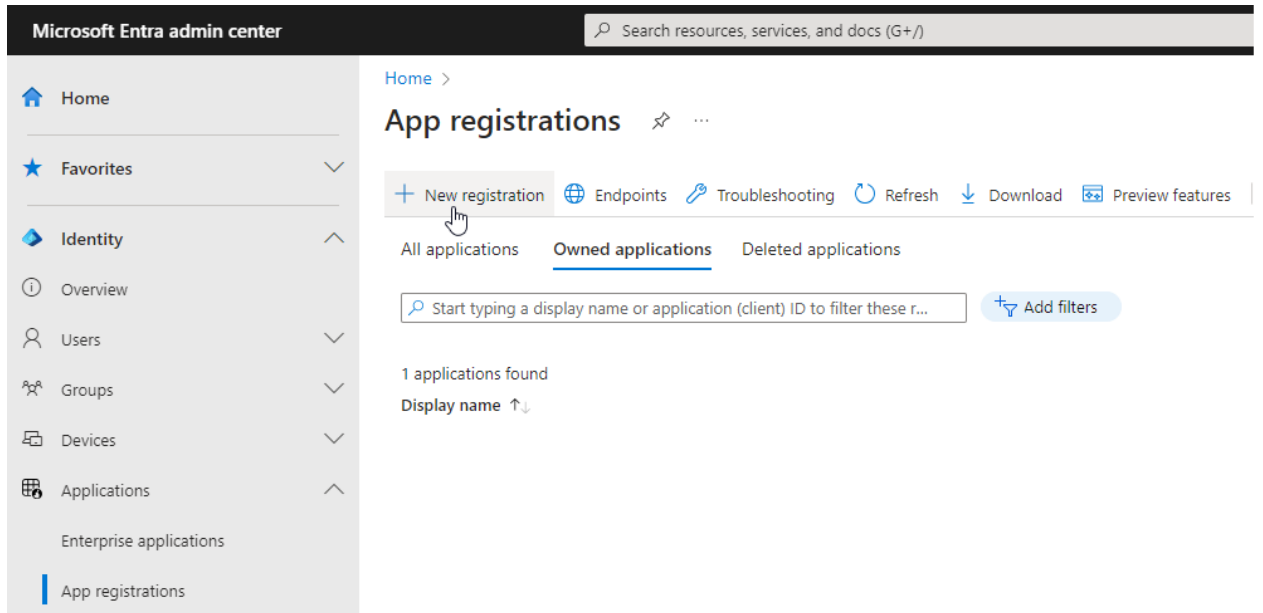 Microsoft Entra admin center
Search resources, services, and docs (G+/)
Home
Favorites
Identity
Overview
Users
Groups
Devices
Applications
Enterprise applications
App registrations
Home >
App registrations ...
+ New registration Endpoints Troubleshooting Refresh Download Preview features
All applications Owned applications Deleted applications
Start typing a display name or application (client) ID to filter these r... Add filters
1 applications found
Display name ↑↓